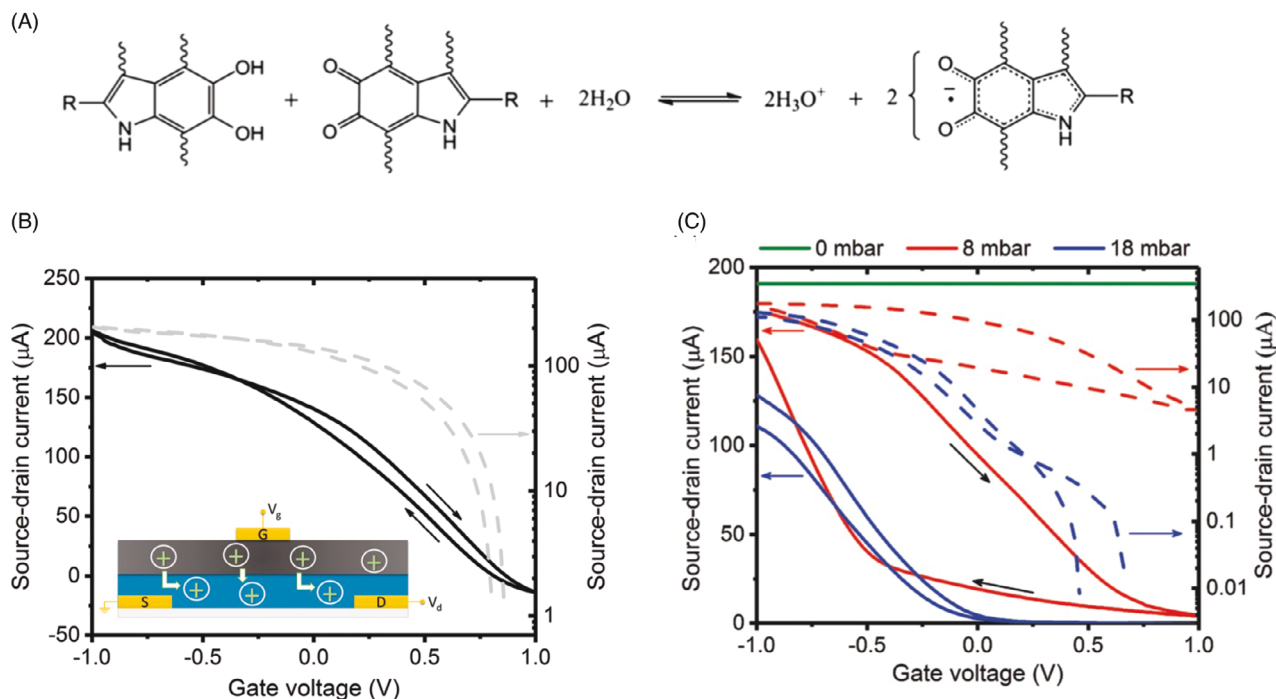 (A)
OH
OH
R
N
H
+
O
O
R
N
H
+ 2H₂O
2H₃O⁺ + 2
O
O
R
NH
(B)
250
200
150
100
50
0
-50
Source-drain current (μA)
100
10
1
Source-drain current (μA)
-1.0 -0.5 0.0 0.5 1.0
Gate voltage (V)
Vg
G
S
D
Vd
(C)
0 mbar 8 mbar 18 mbar
200
150
100
50
0
Source-drain current (μA)
100
10
1
0.1
0.01
Source-drain current (μA)
-1.0 -0.5 0.0 0.5 1.0
Gate voltage (V)